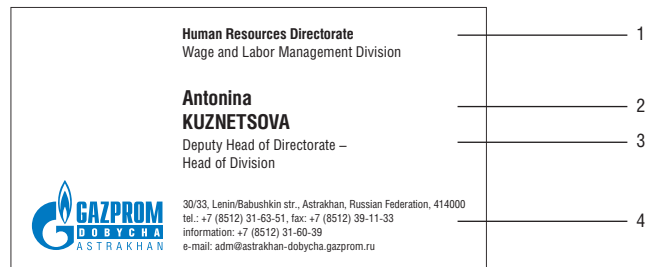 Human Resources Directorate
Wage and Labor Management Division
1
Antonina
KUZNETSOVA
2
Deputy Head of Directorate –
Head of Division
3
GAZPROM
DOBYCHA
ASTRAKHAN
30/33, Lenin/Babushkin str., Astrakhan, Russian Federation, 414000
tel.: +7 (8512) 31-63-51, fax: +7 (8512) 39-11-33
information: +7 (8512) 31-60-39
e-mail: adm@astrakhan-dobycha.gazprom.ru
4